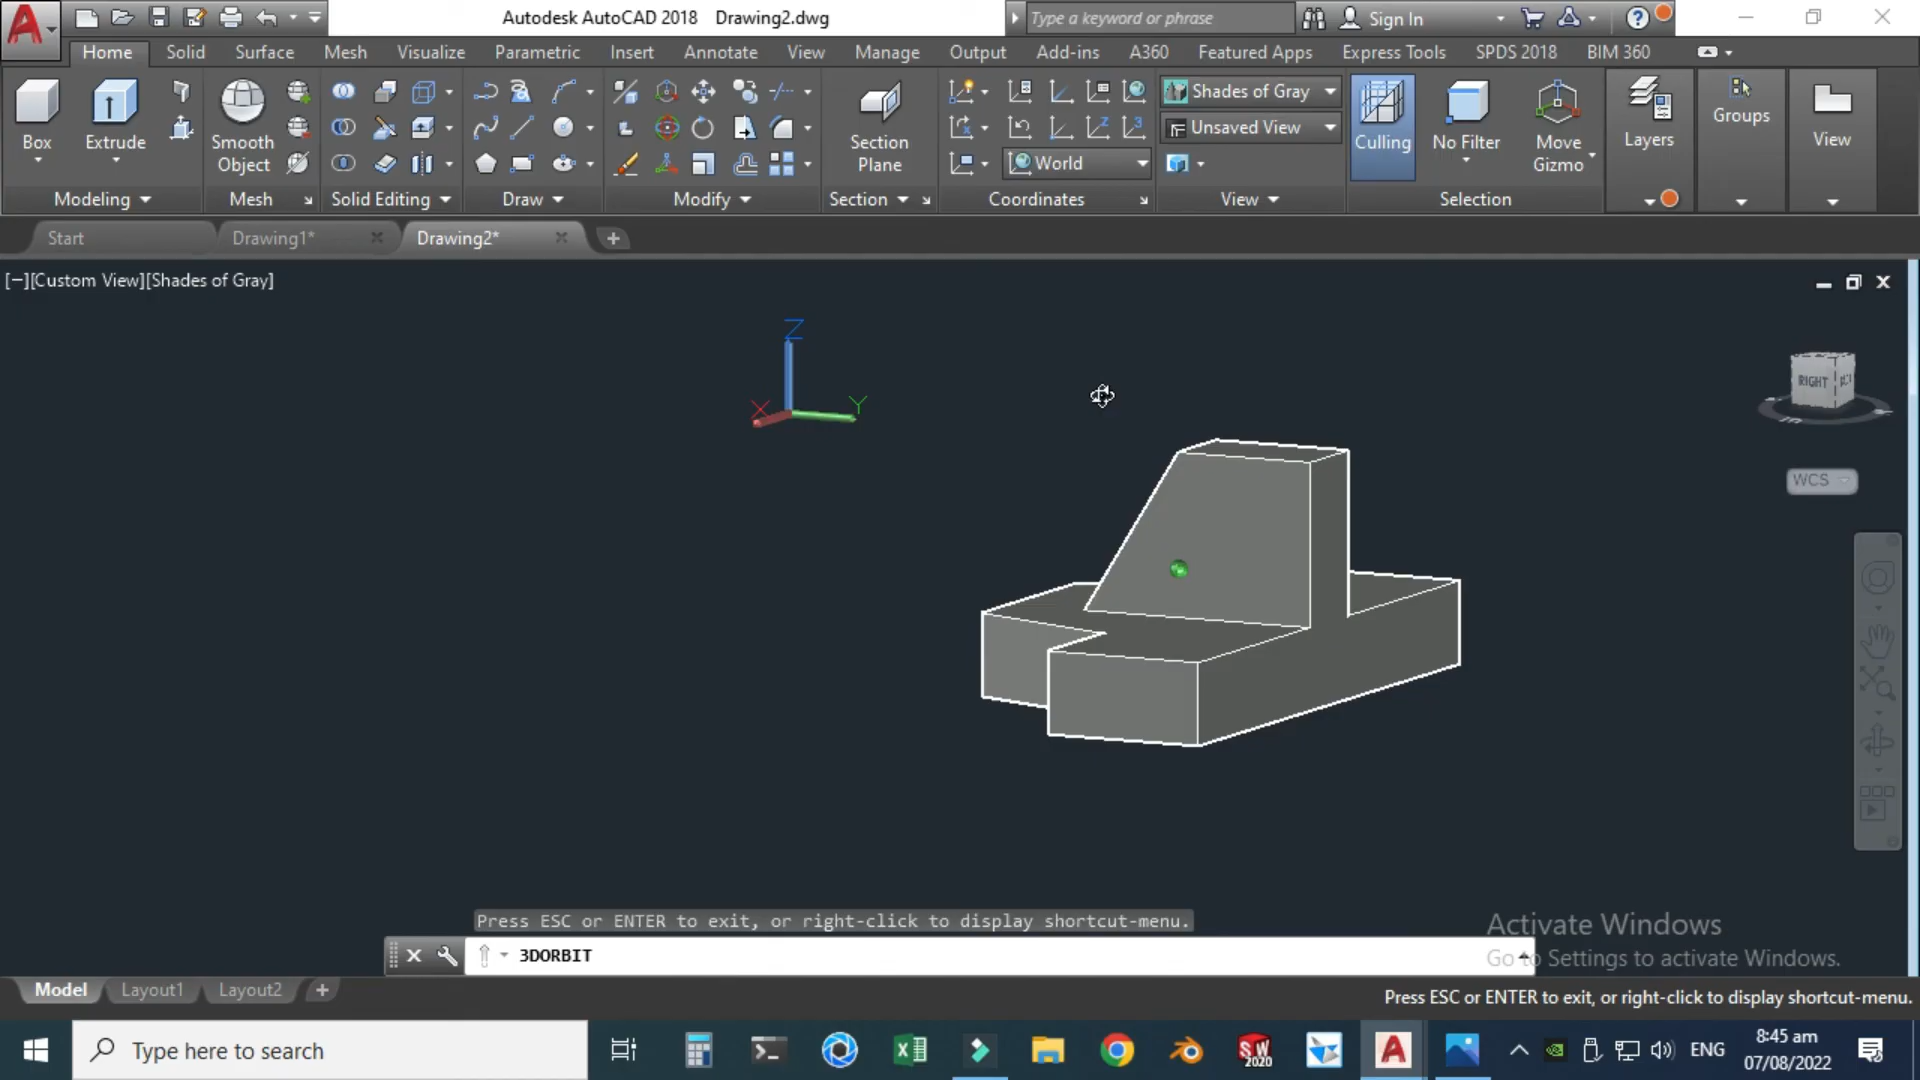 Autodesk AutoCAD 2018 Drawing2.dwg
Type a keyword or phrase
Sign In
Home Solid Surface Mesh Visualize Parametric Insert Annotate View Manage Output Add-ins A360 Featured Apps Express Tools SPDS 2018 BIM 360
Box
Extrude
Smooth Object
Section Plane
World
Shades of Gray
Unsaved View
Culling
No Filter
Move Gizmo
Layers
Groups
View
Modeling
Mesh
Solid Editing
Draw
Modify
Section
Coordinates
View
Selection
Start
Drawing1*
Drawing2*
[−][Custom View][Shades of Gray]
Z
X
Y
RIGHT
WCS
Press ESC or ENTER to exit, or right-click to display shortcut-menu.
3DORBIT
Activate Windows
Go to Settings to activate Windows.
Model Layout1 Layout2
Press ESC or ENTER to exit, or right-click to display shortcut-menu.
Type here to search
SW
2020
ENG
8:45 am
07/08/2022